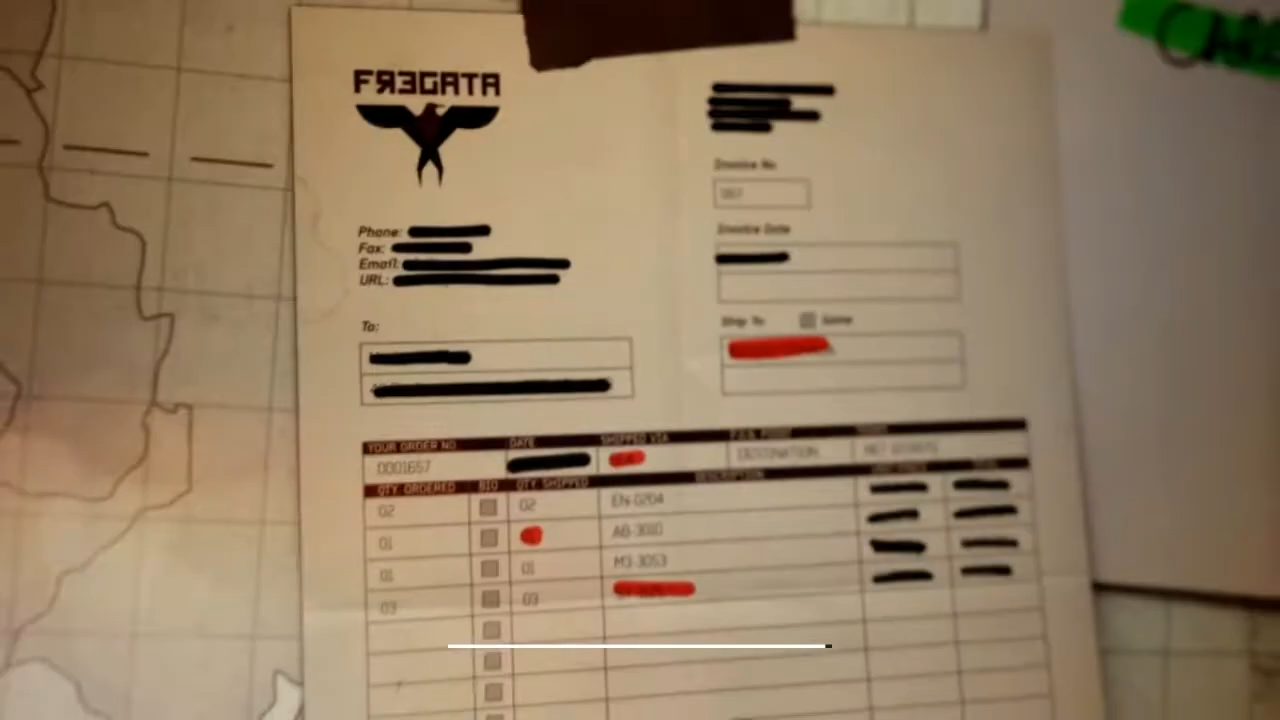 FRƎGATA
Phone:
Fax:
Email:
URL:
Invoice No
Invoice Date
To:
Ship To Same
YOUR ORDER NO DATE SHIPPED VIA F.O.B. POINT
0001657 DESTINATION
QTY. ORDERED BIO QTY. SHIPPED DESCRIPTION
02 02 EN-0204
01 AB-3010
01 01 M3-3053
03 03